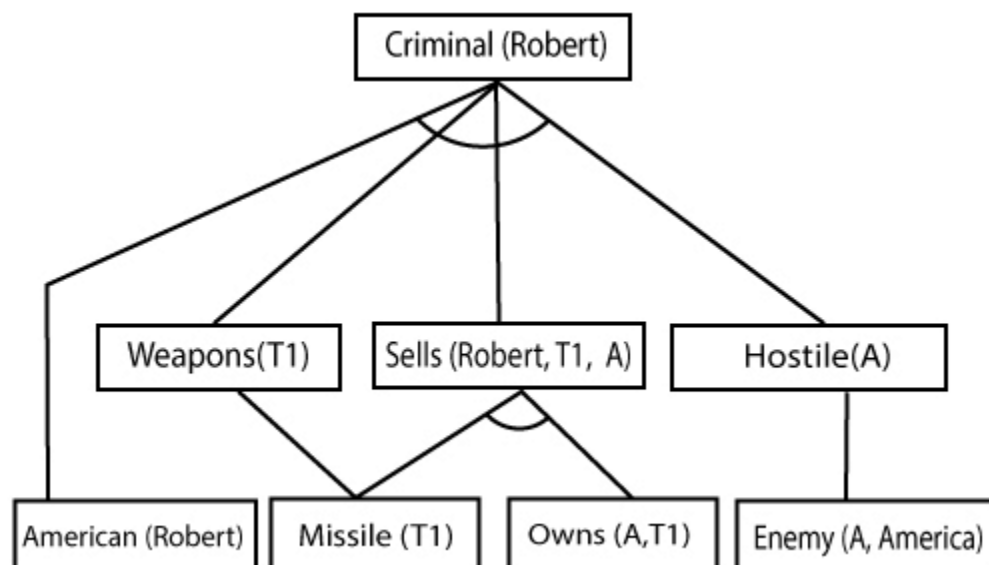 Criminal (Robert)
Weapons(T1)
Sells (Robert, T1, A)
Hostile(A)
American (Robert)
Missile (T1)
Owns (A,T1)
Enemy (A, America)